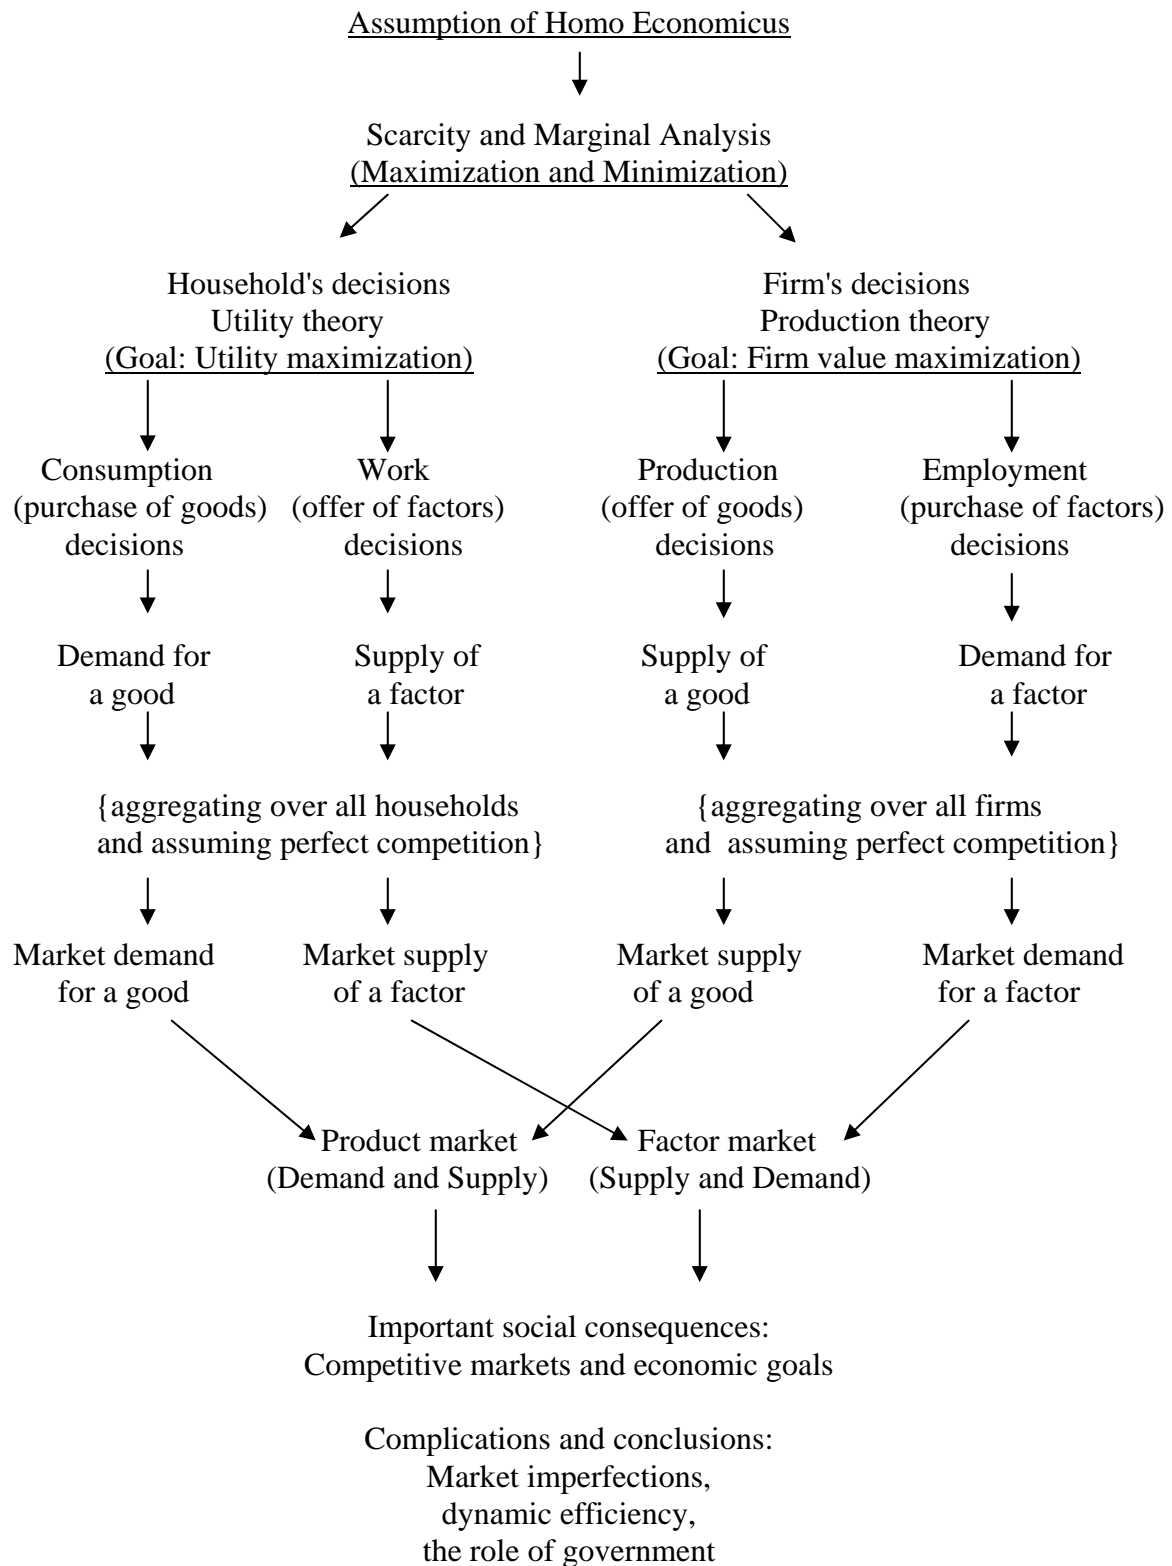 Assumption of Homo Economicus
Scarcity and Marginal Analysis
(Maximization and Minimization)
Household's decisions
Utility theory
(Goal: Utility maximization)
Firm's decisions
Production theory
(Goal: Firm value maximization)
Consumption
(purchase of goods)
decisions
Work
(offer of factors)
decisions
Production
(offer of goods)
decisions
Employment
(purchase of factors)
decisions
Demand for
a good
Supply of
a factor
Supply of
a good
Demand for
a factor
{aggregating over all households
and assuming perfect competition}
{aggregating over all firms
and assuming perfect competition}
Market demand
for a good
Market supply
of a factor
Market supply
of a good
Market demand
for a factor
Product market
(Demand and Supply)
Factor market
(Supply and Demand)
Important social consequences:
Competitive markets and economic goals
Complications and conclusions:
Market imperfections,
dynamic efficiency,
the role of government